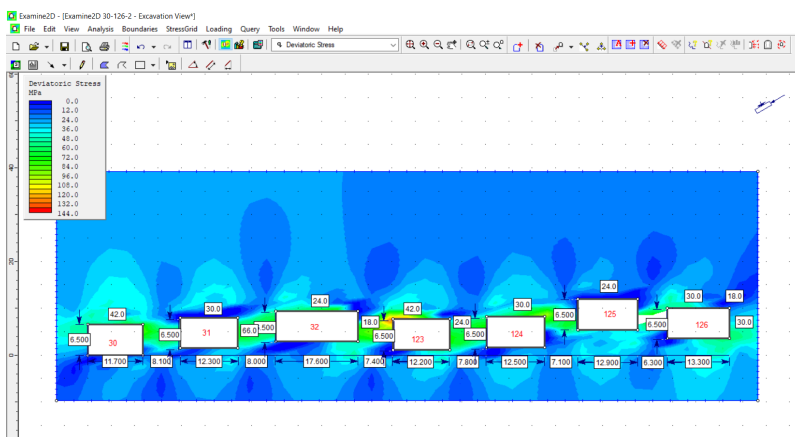 Examine2D - [Examine2D 30-126-2 - Excavation View*]
File Edit View Analysis Boundaries StressGrid Loading Query Tools Window Help
Deviatoric Stress
Deviatoric Stress
MPa
0.0
12.0
24.0
36.0
48.0
60.0
72.0
84.0
96.0
108.0
120.0
132.0
144.0
40
20
0
24.0
30.0 30.0 18.0
24.0
42.0 30.0 42.0
6.500 30 31 66.0 .500 32 18.0 6.500 123 24.0 6.500 124 6.500 125 6.500 126 30.0
11.700 8.100 12.300 8.000 17.600 7.400 12.200 7.800 12.500 7.100 12.900 6.300 13.300